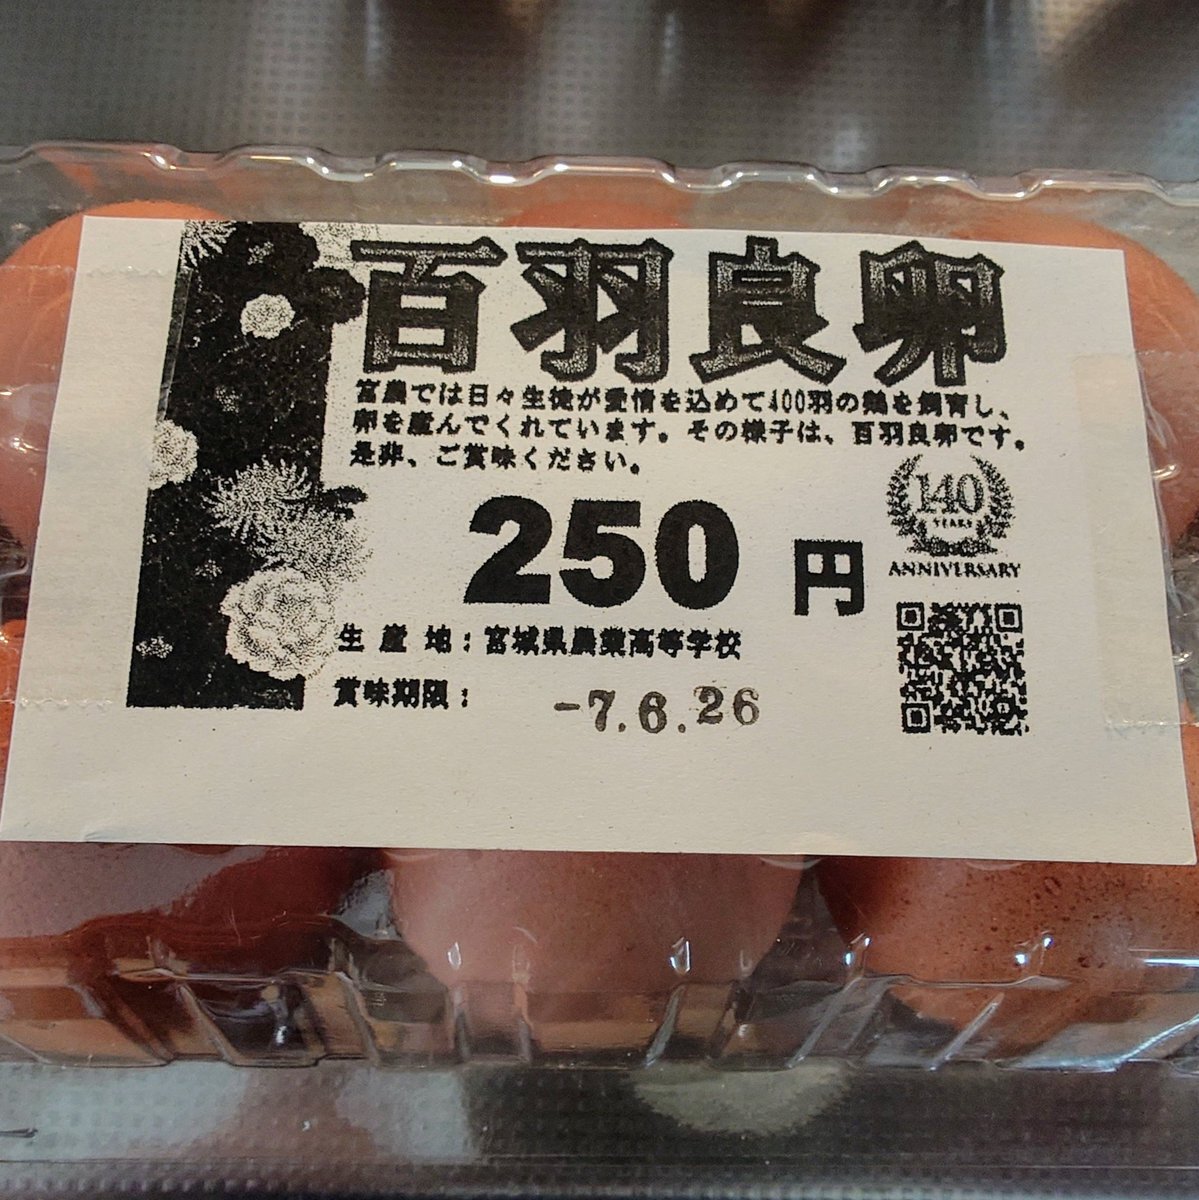 百羽良卵
宮農では日々生徒が愛情を込めて400羽の鶏を飼育し、
卵を産んでくれています。その様子は、百羽良卵です。
是非、ご賞味ください。
140
YEARS
ANNIVERSARY
250 円
生産地：宮城県農業高等学校
賞味期限： -7.6.26